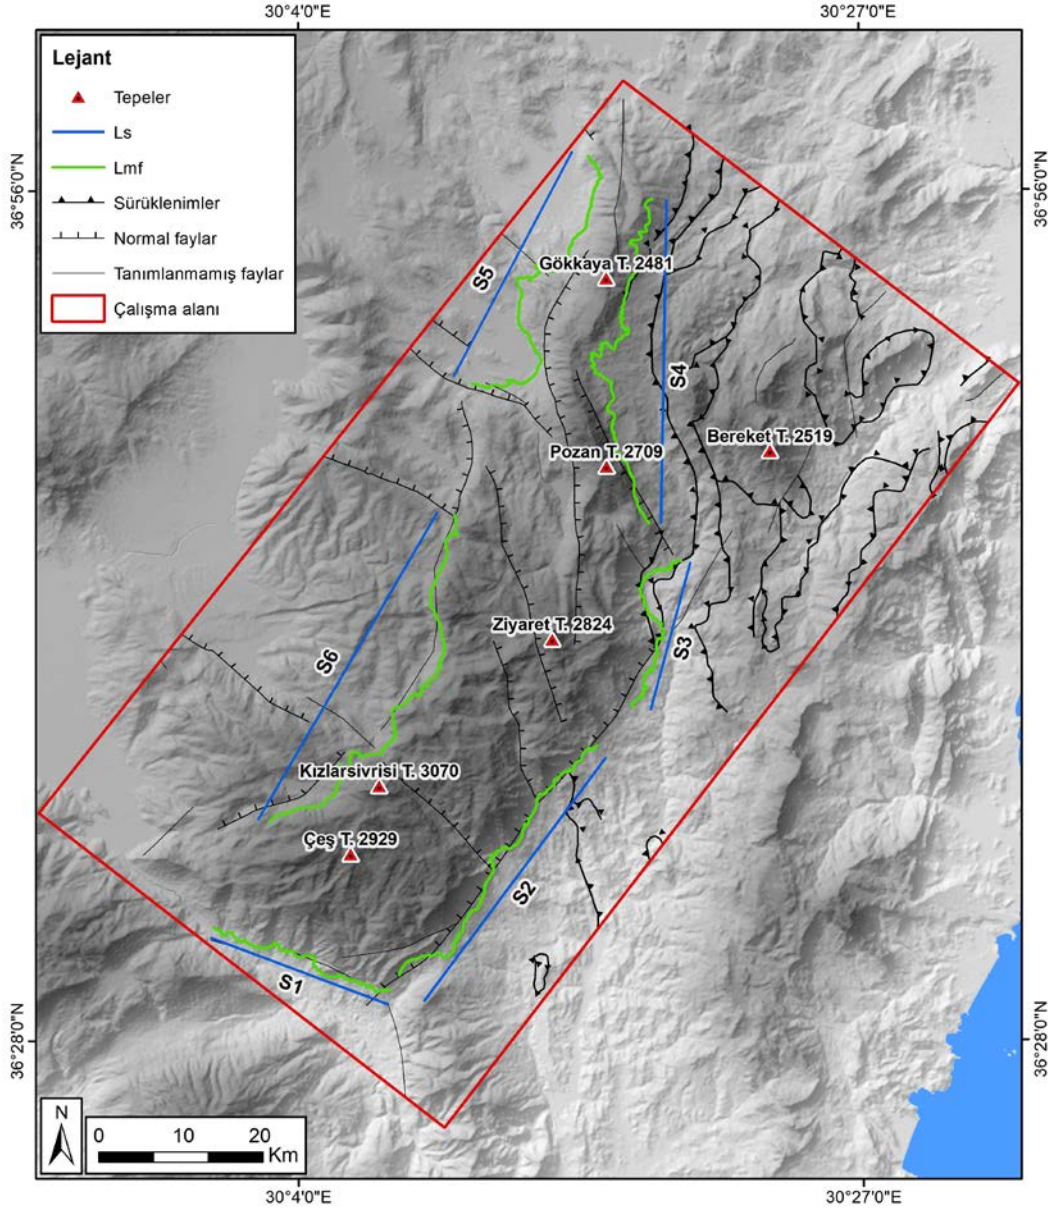 30°4'0"E
30°27'0"E
Lejant
Tepeler
Ls
Lmf
Sürüklenimler
Normal faylar
Tanımlanmamış faylar
Çalışma alanı
36°56'0"N
36°56'0"N
Gökkaya T. 2481
S5
S4
Bereket T. 2519
Pozan T. 2709
Ziyaret T. 2824
S3
S6
Kızlarsivrisi T. 3070
Çeş T. 2929
S2
S1
36°28'0"N
36°28'0"N
N
0 10 20
Km
30°4'0"E
30°27'0"E